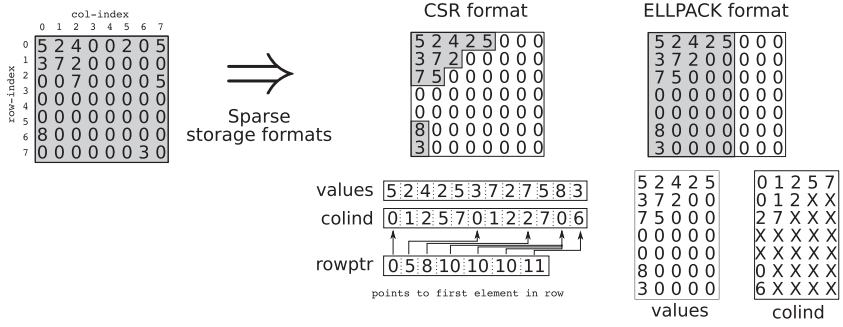 col-index
0 1 2 3 4 5 6 7
row-index
0
1
2
3
4
5
6
7
5 2 4 0 0 2 0 5
3 7 2 0 0 0 0 0
0 0 7 0 0 0 0 5
0 0 0 0 0 0 0 0
0 0 0 0 0 0 0 0
8 0 0 0 0 0 0 0
0 0 0 0 0 0 3 0
Sparse
storage formats
CSR format
5 2 4 2 5 0 0 0
3 7 2 0 0 0 0 0
7 5 0 0 0 0 0 0
0 0 0 0 0 0 0 0
0 0 0 0 0 0 0 0
8 0 0 0 0 0 0 0
3 0 0 0 0 0 0 0
values 5 2 4 2 5 3 7 2 7 5 8 3
colind 0 1 2 5 7 0 1 2 2 7 0 6
rowptr 0 5 8 10 10 10 11
points to first element in row
ELLPACK format
5 2 4 2 5 0 0 0
3 7 2 0 0 0 0 0
7 5 0 0 0 0 0 0
0 0 0 0 0 0 0 0
0 0 0 0 0 0 0 0
8 0 0 0 0 0 0 0
3 0 0 0 0 0 0 0
5 2 4 2 5
3 7 2 0 0
7 5 0 0 0
0 0 0 0 0
0 0 0 0 0
8 0 0 0 0
3 0 0 0 0
values
0 1 2 5 7
0 1 2 X X
2 7 X X X
X X X X X
X X X X X
0 X X X X
6 X X X X
colind